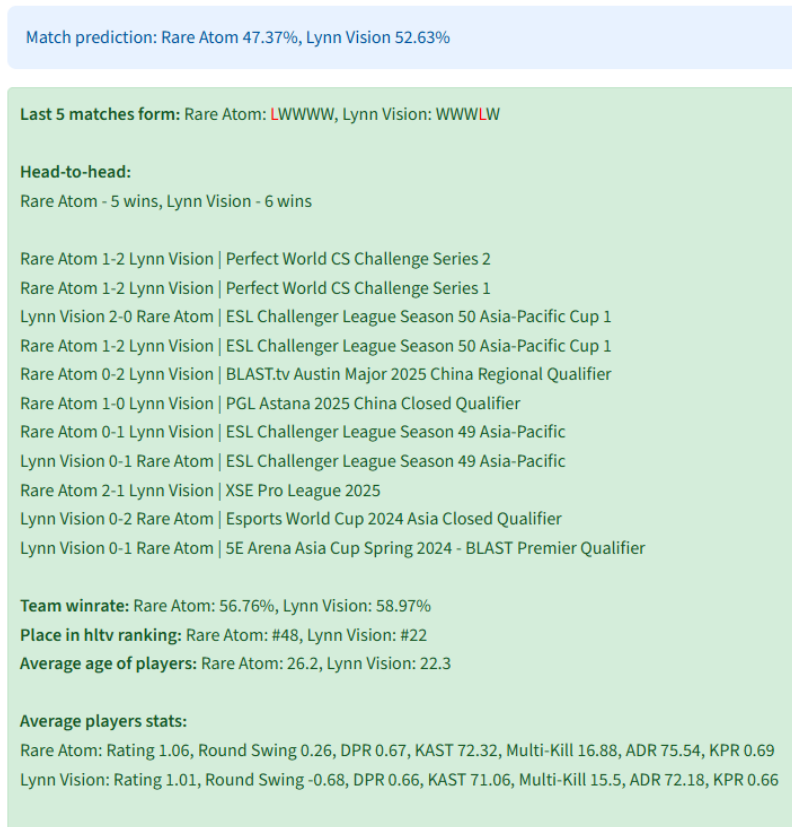 Match prediction: Rare Atom 47.37%, Lynn Vision 52.63%
Last 5 matches form: Rare Atom: LWWWW, Lynn Vision: WWWLW
Head-to-head:
Rare Atom - 5 wins, Lynn Vision - 6 wins
Rare Atom 1-2 Lynn Vision | Perfect World CS Challenge Series 2
Rare Atom 1-2 Lynn Vision | Perfect World CS Challenge Series 1
Lynn Vision 2-0 Rare Atom | ESL Challenger League Season 50 Asia-Pacific Cup 1
Rare Atom 1-2 Lynn Vision | ESL Challenger League Season 50 Asia-Pacific Cup 1
Rare Atom 0-2 Lynn Vision | BLAST.tv Austin Major 2025 China Regional Qualifier
Rare Atom 1-0 Lynn Vision | PGL Astana 2025 China Closed Qualifier
Rare Atom 0-1 Lynn Vision | ESL Challenger League Season 49 Asia-Pacific
Lynn Vision 0-1 Rare Atom | ESL Challenger League Season 49 Asia-Pacific
Rare Atom 2-1 Lynn Vision | XSE Pro League 2025
Lynn Vision 0-2 Rare Atom | Esports World Cup 2024 Asia Closed Qualifier
Lynn Vision 0-1 Rare Atom | 5E Arena Asia Cup Spring 2024 - BLAST Premier Qualifier
Team winrate: Rare Atom: 56.76%, Lynn Vision: 58.97%
Place in hltv ranking: Rare Atom: #48, Lynn Vision: #22
Average age of players: Rare Atom: 26.2, Lynn Vision: 22.3
Average players stats:
Rare Atom: Rating 1.06, Round Swing 0.26, DPR 0.67, KAST 72.32, Multi-Kill 16.88, ADR 75.54, KPR 0.69
Lynn Vision: Rating 1.01, Round Swing -0.68, DPR 0.66, KAST 71.06, Multi-Kill 15.5, ADR 72.18, KPR 0.66